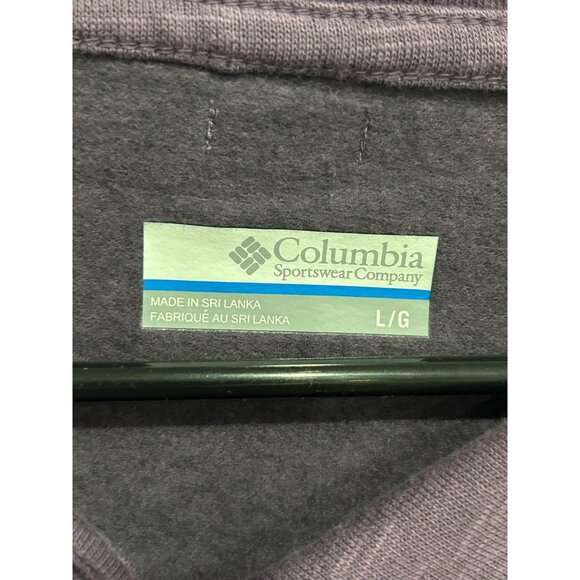 Columbia
Sportswear Company
MADE IN SRI LANKA
FABRIQUÉ AU SRI LANKA
L/G